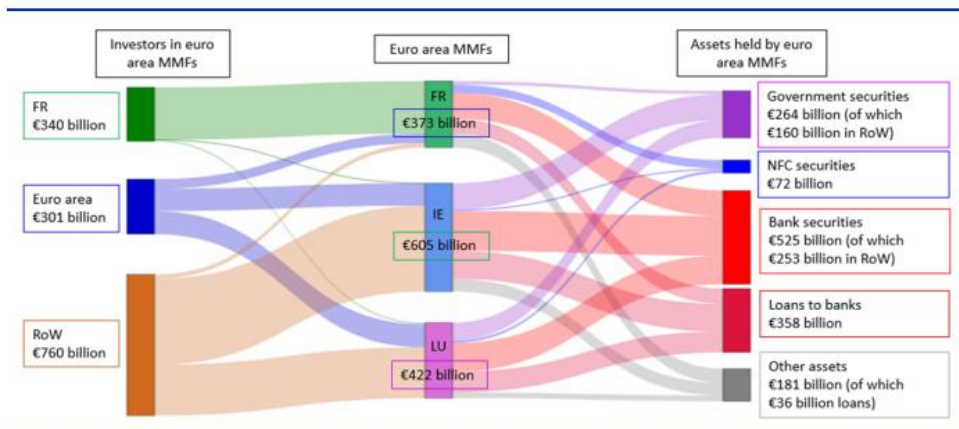 Investors in euro
area MMFs
Euro area MMFs
Assets held by euro
area MMFs
FR
€340 billion
Euro area
€301 billion
RoW
€760 billion
FR
€373 billion
IE
€605 billion
LU
€422 billion
Government securities
€264 billion (of which
€160 billion in RoW)
NFC securities
€72 billion
Bank securities
€525 billion (of which
€253 billion in RoW)
Loans to banks
€358 billion
Other assets
€181 billion (of which
€36 billion loans)